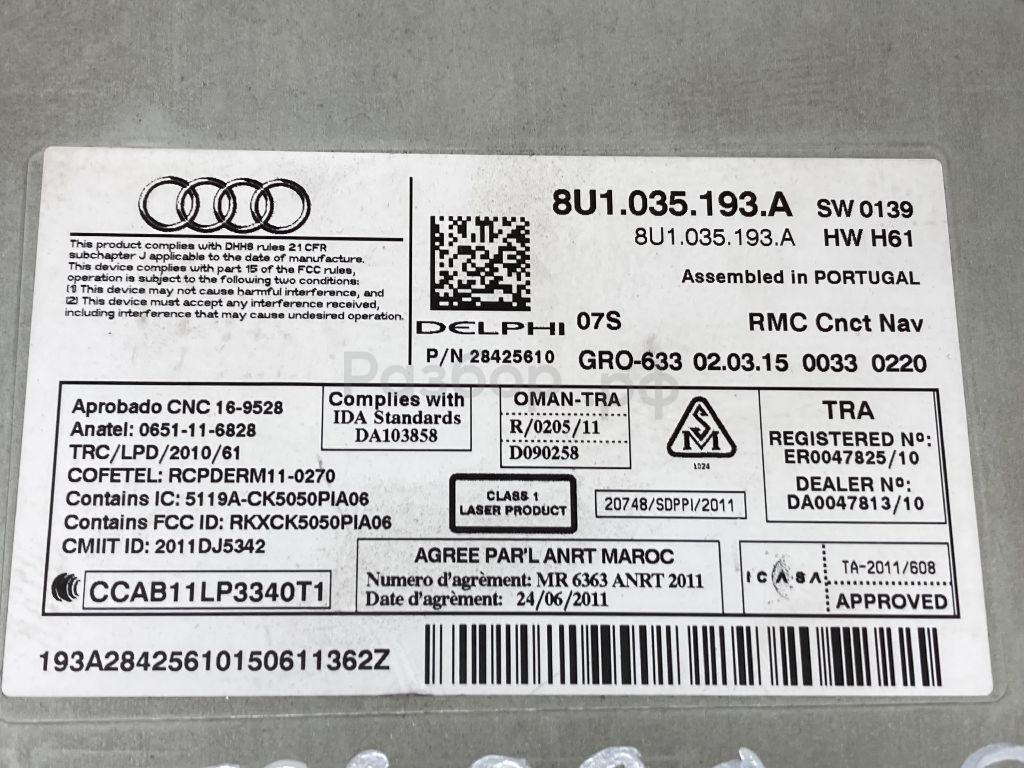 This product complies with DHHS rules 21 CFR
subchapter J applicable to the date of manufacture.
This device complies with part 15 of the FCC rules,
operation is subject to the following two conditions:
(1) This device may not cause harmful interference, and
(2) This device must accept any interference received,
including interference that may cause undesired operation.
8U1.035.193.A SW 0139
8U1.035.193.A HW H61
Assembled in PORTUGAL
DELPHI 07S RMC Cnct Nav
P/N 28425610 GRO-633 02.03.15 0033 0220
Разбор.рф
Aprobado CNC 16-9528
Anatel: 0651-11-6828
TRC/LPD/2010/61
COFETEL: RCPDERM11-0270
Contains IC: 5119A-CK5050PIA06
Contains FCC ID: RKXCK5050PIA06
CMIIT ID: 2011DJ5342
CCAB11LP3340T1
Complies with
IDA Standards
DA103858
OMAN-TRA
R/0205/11
D090258
1024
TRA
REGISTERED No:
ER0047825/10
DEALER No:
DA0047813/10
CLASS 1
LASER PRODUCT
20748/SDPPI/2011
AGREE PAR'L ANRT MAROC
Numero d'agrèment: MR 6363 ANRT 2011
Date d'agrèment: 24/06/2011
ICASA
TA-2011/608
APPROVED
193A2842561015061​1362Z